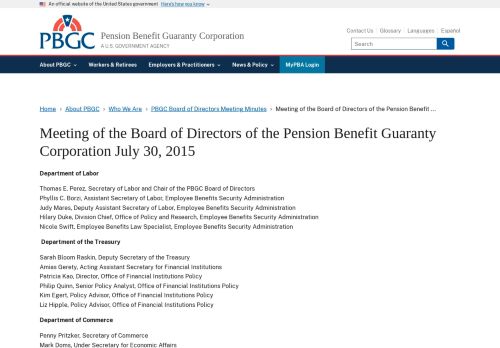 An official website of the United States government Here's how you know
PBGC
Pension Benefit Guaranty Corporation
A U.S. GOVERNMENT AGENCY
Contact Us Glossary Languages Español
Search
About PBGC Workers & Retirees Employers & Practitioners News & Policy MyPBA Login
Home › About PBGC › Who We Are › PBGC Board of Directors Meeting Minutes › Meeting of the Board of Directors of the Pension Benefit ...
Meeting of the Board of Directors of the Pension Benefit Guaranty
Corporation July 30, 2015
Department of Labor
Thomas E. Perez, Secretary of Labor and Chair of the PBGC Board of Directors
Phyllis C. Borzi, Assistant Secretary of Labor, Employee Benefits Security Administration
Judy Mares, Deputy Assistant Secretary of Labor, Employee Benefits Security Administration
Hilary Duke, Division Chief, Office of Policy and Research, Employee Benefits Security Administration
Nicole Swift, Employee Benefits Law Specialist, Employee Benefits Security Administration
Department of the Treasury
Sarah Bloom Raskin, Deputy Secretary of the Treasury
Amias Gerety, Acting Assistant Secretary for Financial Institutions
Patricia Kao, Director, Office of Financial Institutions Policy
Philip Quinn, Senior Policy Analyst, Office of Financial Institutions Policy
Kim Egert, Policy Advisor, Office of Financial Institutions Policy
Liz Hipple, Policy Advisor, Office of Financial Institutions Policy
Department of Commerce
Penny Pritzker, Secretary of Commerce
Mark Doms, Under Secretary for Economic Affairs